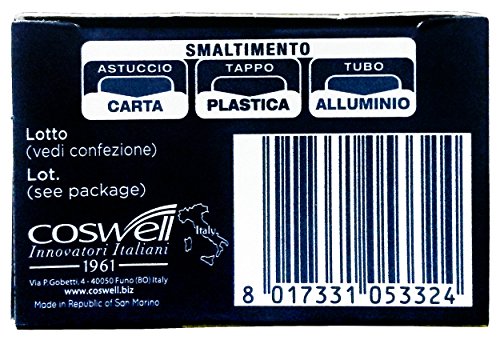 SMALTIMENTO
ASTUCCIO TAPPO TUBO
CARTA PLASTICA ALLUMINIO
Lotto
(vedi confezione)
Lot.
(see package)
coswell
Italy
Innovatori Italiani
1961
Via P. Gobetti, 4 - 40050 Funo (BO) Italy
www.coswell.biz
Made in Republic of San Marino
8 017331 053324